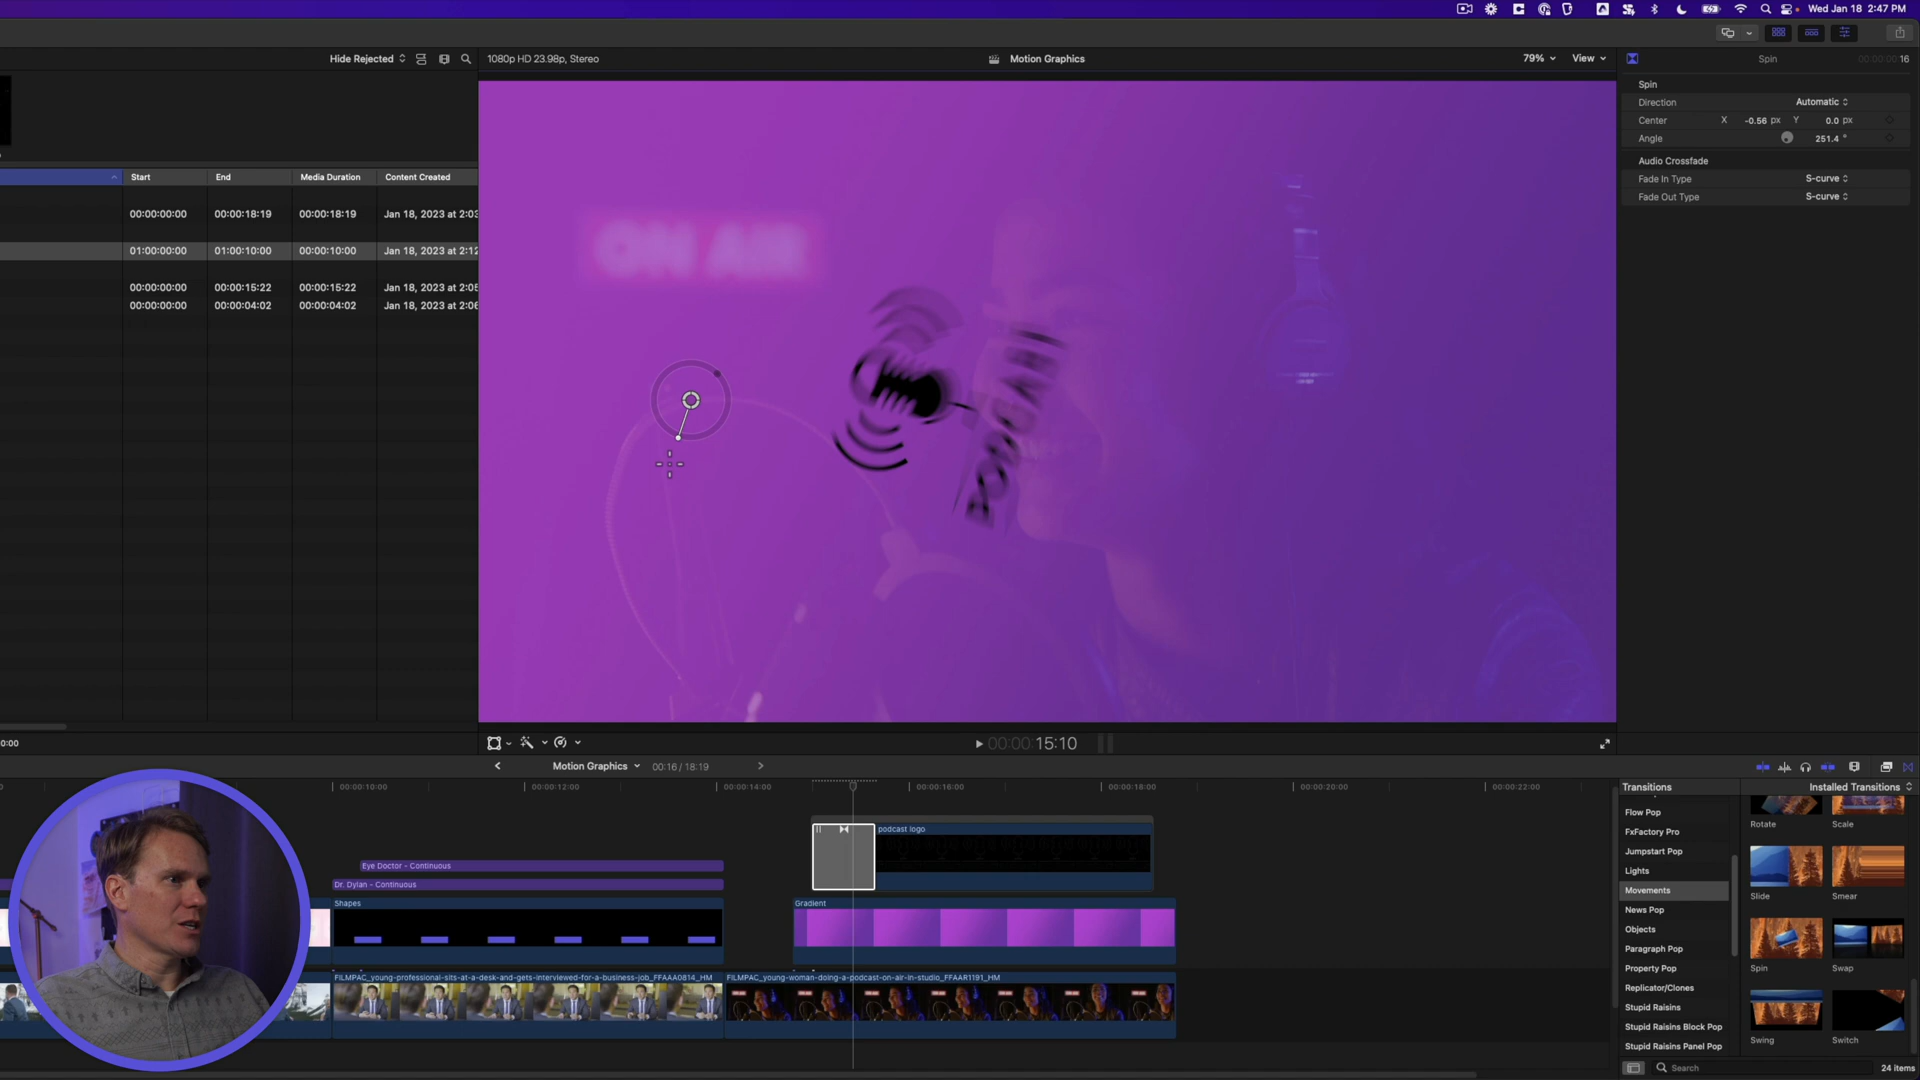 Wed Jan 18 2:47 PM
Hide Rejected
1080p HD 23.98p, Stereo
Motion Graphics
79%
View
Spin
16
Start
End
Media Duration
Content Created
00:00:00:00
00:00:18:19
00:00:18:19
Jan 18, 2023 at 2:03
01:00:00:00
01:00:10:00
00:00:10:00
Jan 18, 2023 at 2:12
00:00:00:00
00:00:15:22
00:00:15:22
Jan 18, 2023 at 2:05
00:00:00:00
00:00:04:02
00:00:04:02
Jan 18, 2023 at 2:06
Spin
Direction
Automatic
Center
X
-0.56 px
Y
0.0 px
Angle
251.4 °
Audio Crossfade
Fade In Type
S-curve
Fade Out Type
S-curve
ON AIR
PODCAST
0:00
00:00:15:10
Motion Graphics
00:16 / 18:19
00:00:10:00
00:00:12:00
00:00:14:00
00:00:16:00
00:00:18:00
00:00:20:00
00:00:22:00
podcast logo
Eye Doctor - Continuous
Dr. Dylan - Continuous
Shapes
Gradient
FILMPAC_young-professional-sits-at-a-desk-and-gets-interviewed-for-a-business-job_FFAAA0814_HM
FILMPAC_young-woman-doing-a-podcast-on-air-in-studio_FFAAR1191_HM
Transitions
Installed Transitions
Flow Pop
FxFactory Pro
Jumpstart Pop
Lights
Movements
News Pop
Objects
Paragraph Pop
Property Pop
Replicator/Clones
Stupid Raisins
Stupid Raisins Block Pop
Stupid Raisins Panel Pop
Rotate
Scale
Slide
Smear
Spin
Swap
Swing
Switch
Search
24 items